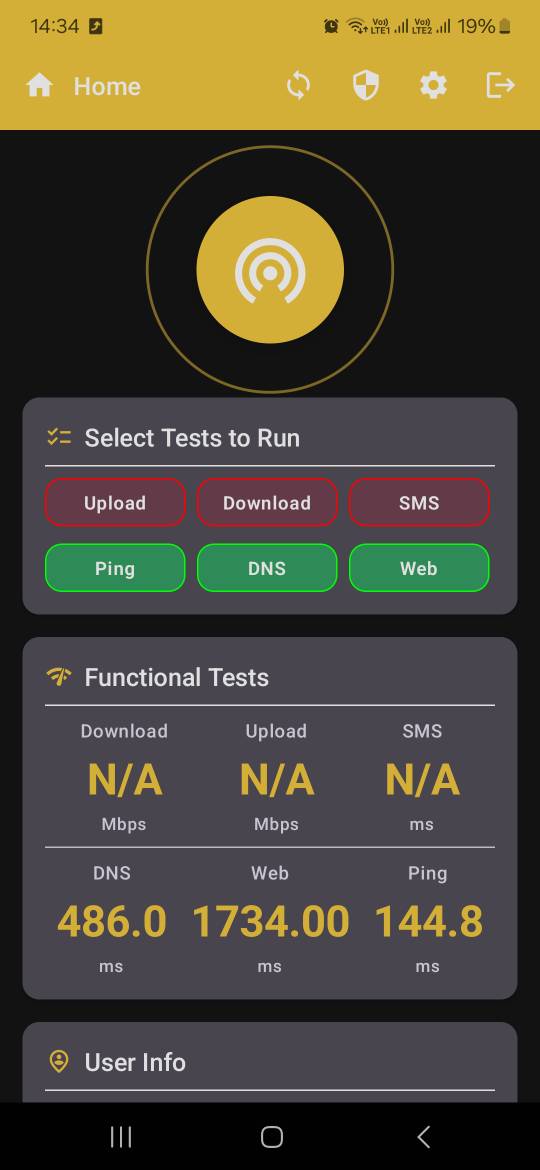 14:34 Vo) LTE1 Vo) LTE2 19%
Home
Select Tests to Run
Upload Download SMS
Ping DNS Web
Functional Tests
Download Upload SMS
N/A N/A N/A
Mbps Mbps ms
DNS Web Ping
486.0 1734.00 144.8
ms ms ms
User Info